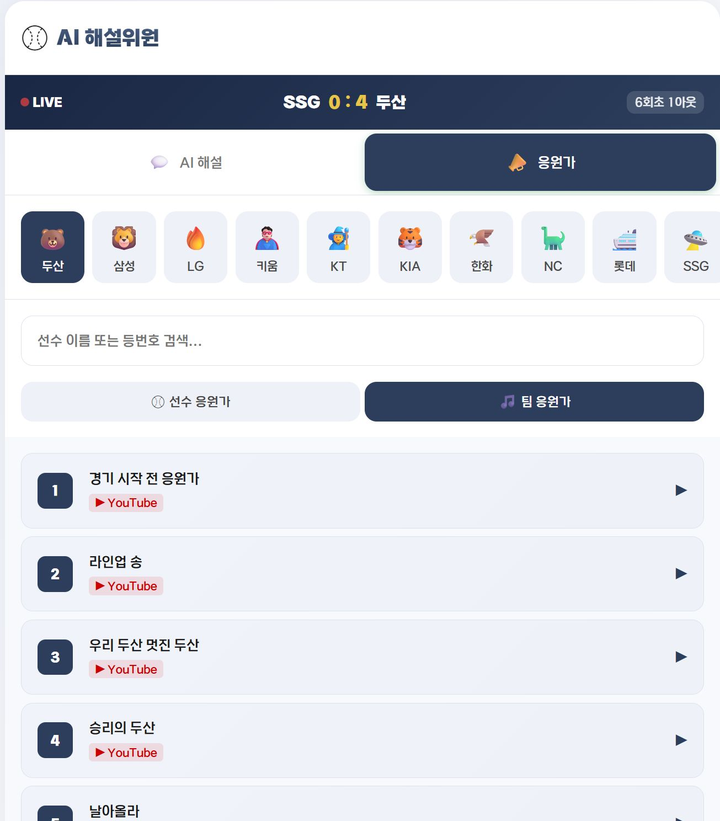 AI 해설위원
LIVE
SSG 0 : 4 두산
6회초 1아웃
AI 해설
응원가
두산
삼성
LG
키움
KT
KIA
한화
NC
롯데
SSG
선수 이름 또는 등번호 검색...
선수 응원가
팀 응원가
1
경기 시작 전 응원가
▶ YouTube
2
라인업 송
▶ YouTube
3
우리 두산 멋진 두산
▶ YouTube
4
승리의 두산
▶ YouTube
날아올라